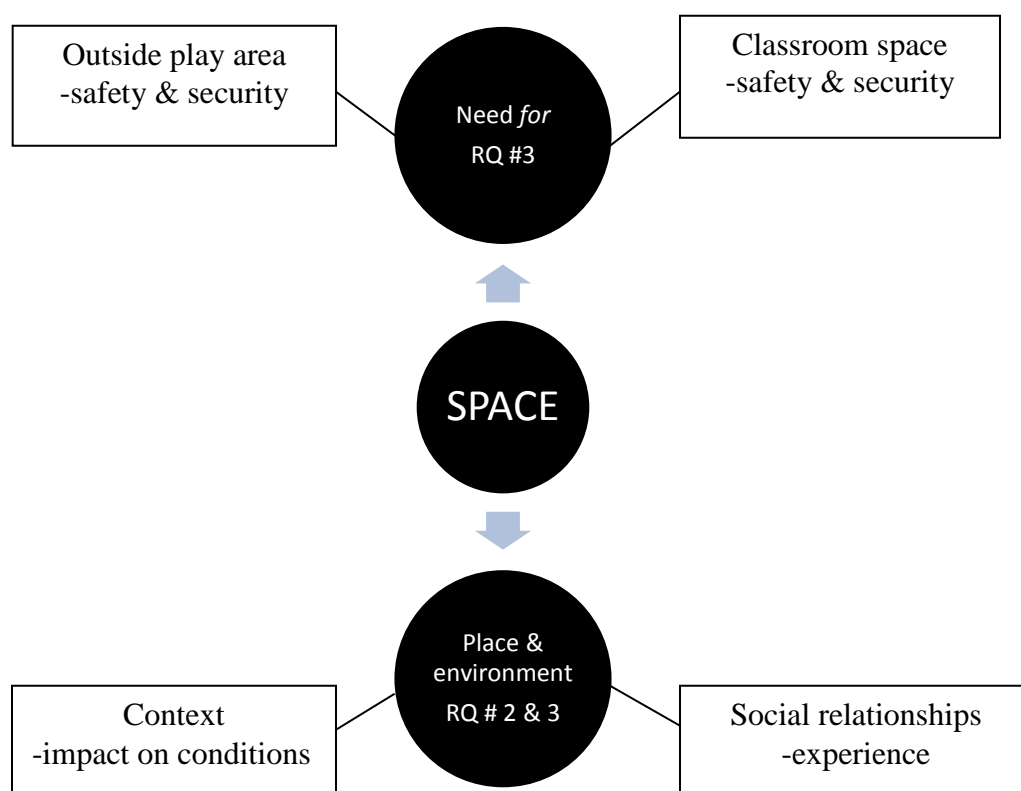 Outside play area
-safety & security
Need for
RQ #3
Classroom space
-safety & security
SPACE
Place &
environment
RQ # 2 & 3
Context
-impact on conditions
Social relationships
-experience